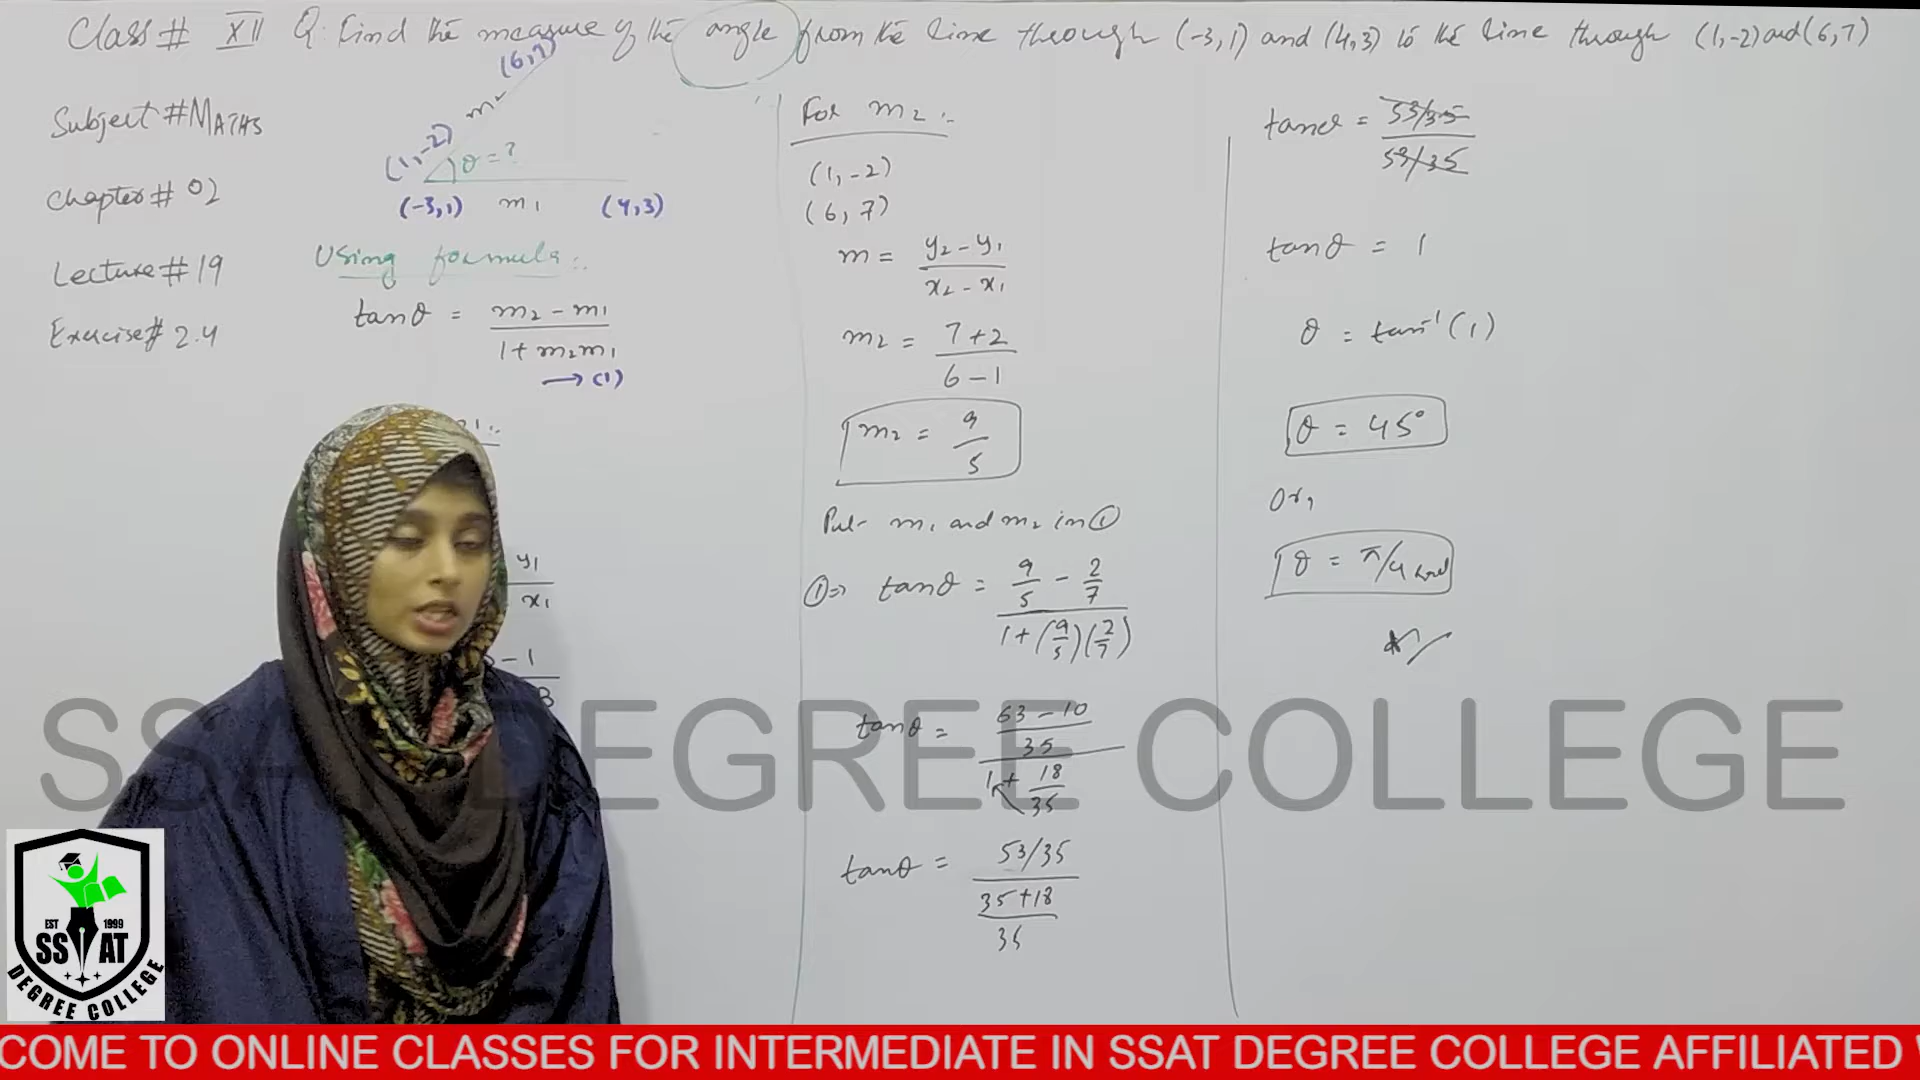 Class# XII Q: Find the measure of the angle from the line through (-3,1) and (4,3) to the line through (1,-2) and (6,7)
Subject # MATHS
Chapter # 02
Lecture # 19
Exercise# 2.4
(6,7)
m2
(1,-2)
θ = ?
(-3,1) m1 (4,3)
Using formula:.
tanθ = m2 - m1
1 + m2m1
→ (1)
y1
x1
- 1
3
For m2 :-
(1,-2)
(6,7)
m = y2 - y1
x2 - x1
m2 = 7+2
6-1
m2 = 9
5
Put m1 and m2 in ①
①⇒ tanθ = 9/5 - 2/7
1+(9/5)(2/7)
tanθ = 63-10
35
1 + 18
35
tanθ = 53/35
35+18
35
tanθ = 53/35
53/35
tanθ = 1
θ = tan⁻¹(1)
θ = 45°
Or,
θ = π/4 rad
SSAT DEGREE COLLEGE
EST 1999
SSAT
DEGREE COLLEGE
COME TO ONLINE CLASSES FOR INTERMEDIATE IN SSAT DEGREE COLLEGE AFFILIATED